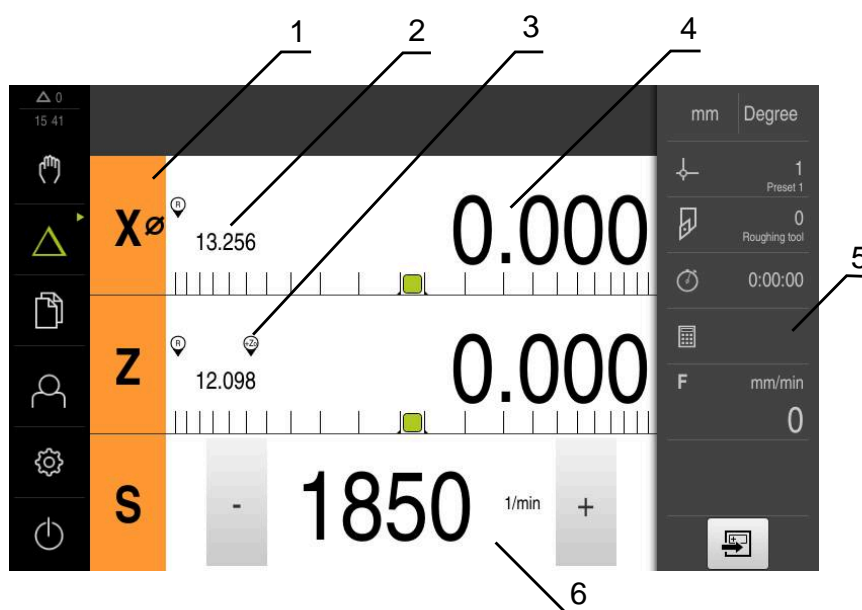 1 2 3 4
0
15 41
mm Degree
1
Preset 1
X⌀ R 13.256 0.000
0
Roughing tool
5
0:00:00
Z R +Z0 12.098 0.000
F mm/min
0
S - 1850 1/min +
6